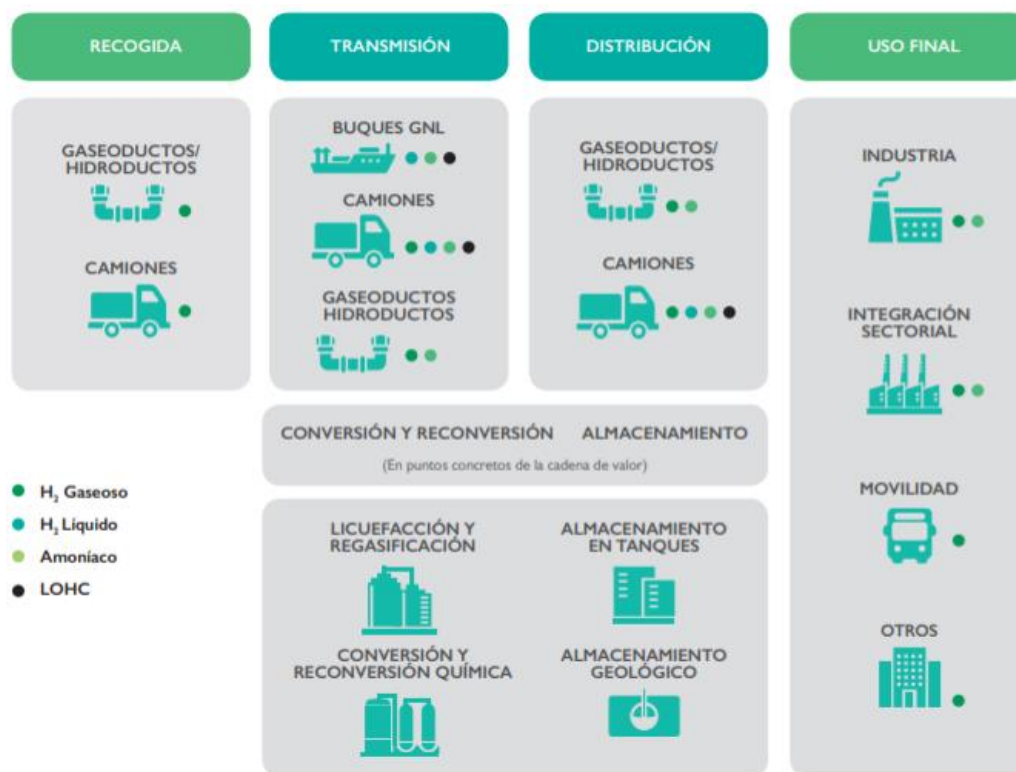 RECOGIDA
TRANSMISIÓN
DISTRIBUCIÓN
USO FINAL
GASEODUCTOS/
HIDRODUCTOS
CAMIONES
BUQUES GNL
CAMIONES
GASEODUCTOS
HIDRODUCTOS
GASEODUCTOS/
HIDRODUCTOS
CAMIONES
INDUSTRIA
INTEGRACIÓN
SECTORIAL
MOVILIDAD
OTROS
CONVERSIÓN Y RECONVERSIÓN ALMACENAMIENTO
(En puntos concretos de la cadena de valor)
LICUEFACCIÓN Y
REGASIFICACIÓN
ALMACENAMIENTO
EN TANQUES
CONVERSIÓN Y
RECONVERSIÓN QUÍMICA
ALMACENAMIENTO
GEOLÓGICO
H₂ Gaseoso
H₂ Líquido
Amoníaco
LOHC